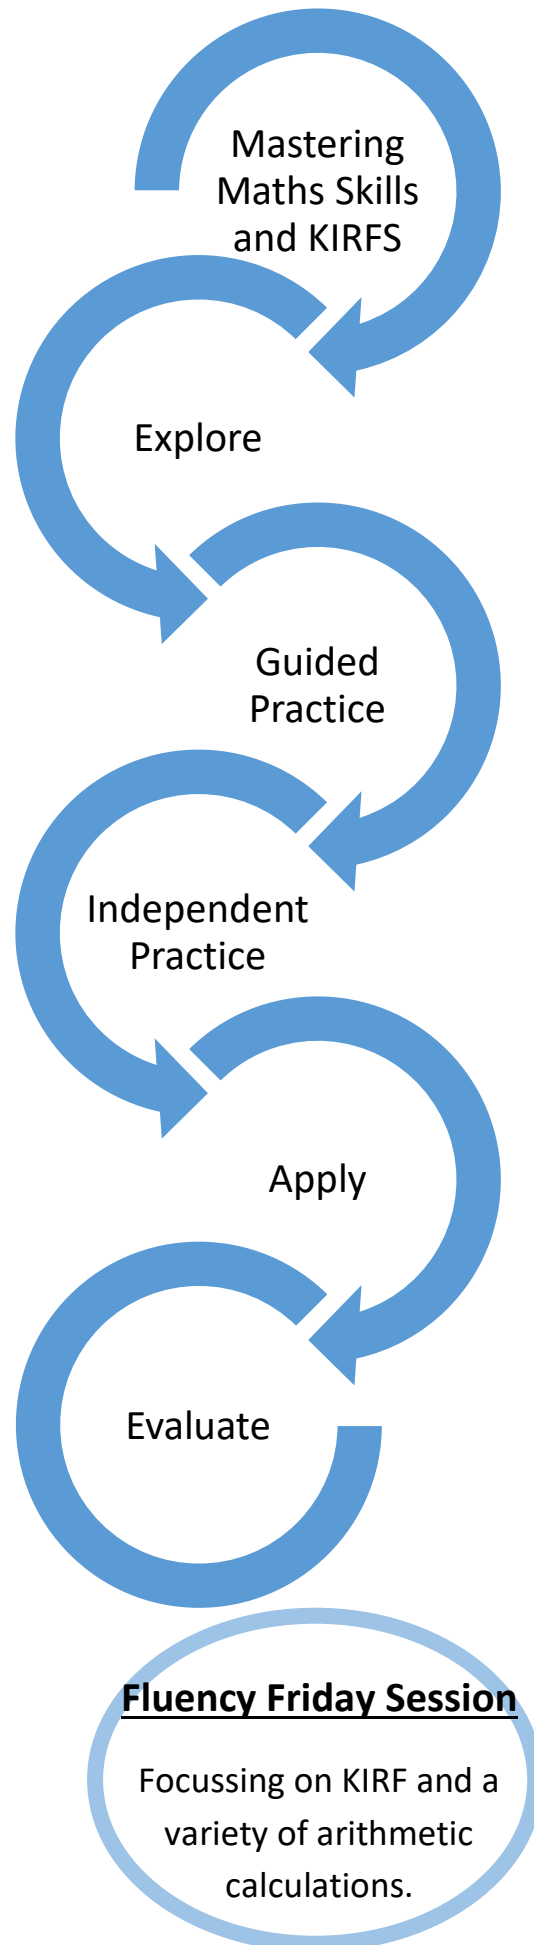 Mastering
Maths Skills
and KIRFS
Explore
Guided
Practice
Independent
Practice
Apply
Evaluate
Fluency Friday Session
Focussing on KIRF and a
variety of arithmetic
calculations.